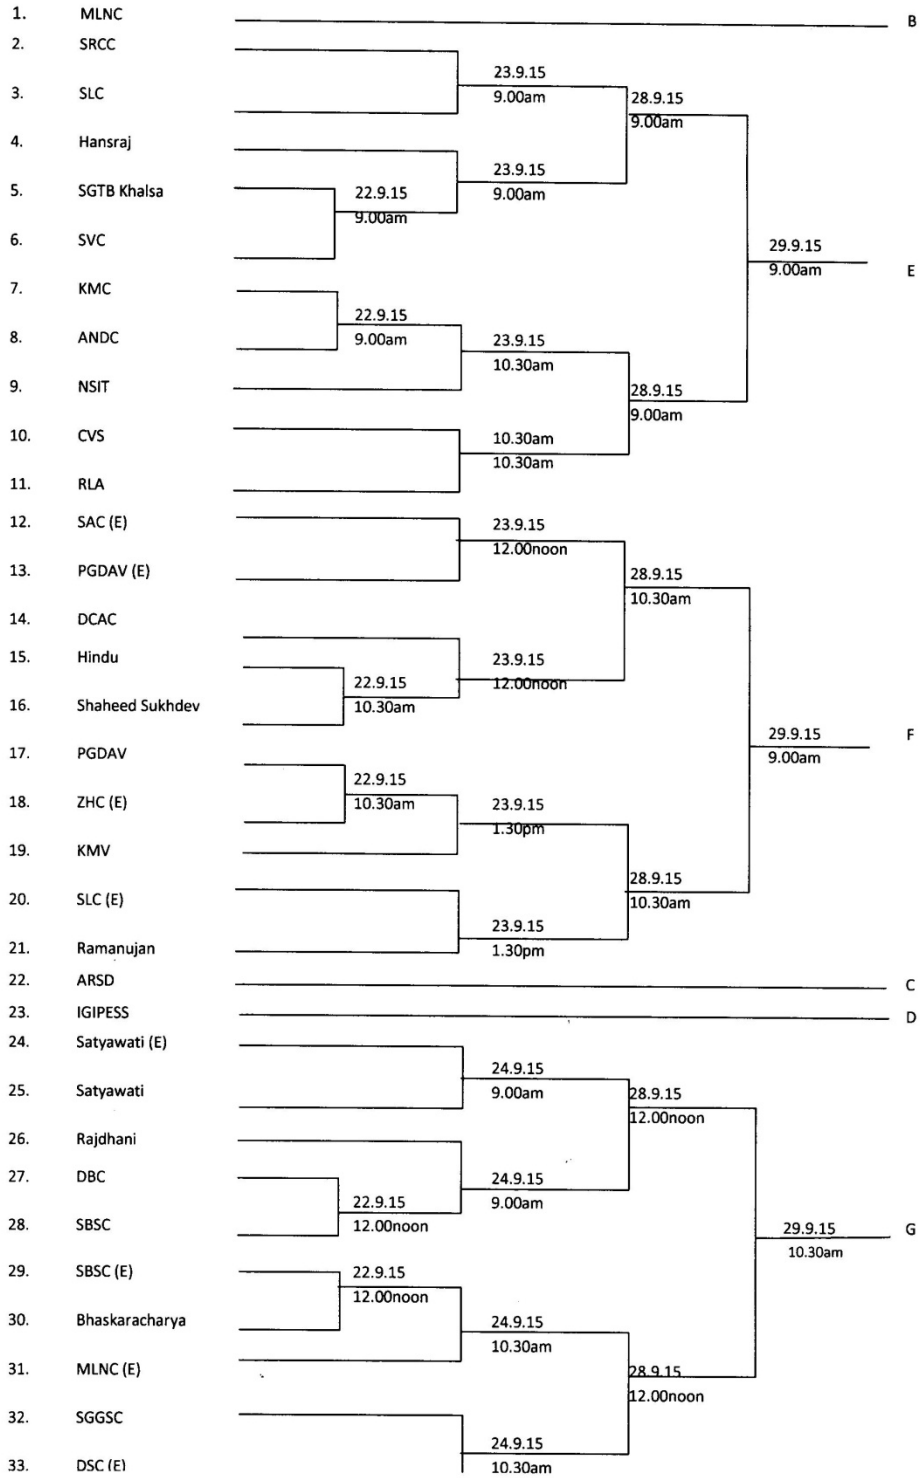 1. MLNC B
2. SRCC
23.9.15
9.00am
3. SLC
28.9.15
9.00am
4. Hansraj
23.9.15
9.00am
5. SGTB Khalsa 22.9.15
9.00am
6. SVC
29.9.15
9.00am E
7. KMC
22.9.15
9.00am
8. ANDC 23.9.15
10.30am
9. NSIT 28.9.15
9.00am
10. CVS 10.30am
10.30am
11. RLA
12. SAC (E) 23.9.15
12.00noon
13. PGDAV (E) 28.9.15
10.30am
14. DCAC
15. Hindu 23.9.15
12.00noon
22.9.15
10.30am
16. Shaheed Sukhdev
29.9.15 F
9.00am
17. PGDAV
22.9.15
10.30am
18. ZHC (E) 23.9.15
1.30pm
19. KMV
28.9.15
10.30am
20. SLC (E)
23.9.15
1.30pm
21. Ramanujan
22. ARSD C
23. IGIPESS D
24. Satyawati (E)
24.9.15
9.00am
25. Satyawati 28.9.15
12.00noon
26. Rajdhani
27. DBC 24.9.15
9.00am
22.9.15
12.00noon
28. SBSC 29.9.15 G
10.30am
29. SBSC (E) 22.9.15
12.00noon
30. Bhaskaracharya 24.9.15
10.30am
31. MLNC (E) 28.9.15
12.00noon
32. SGGSC
24.9.15
10.30am
33. DSC (E)